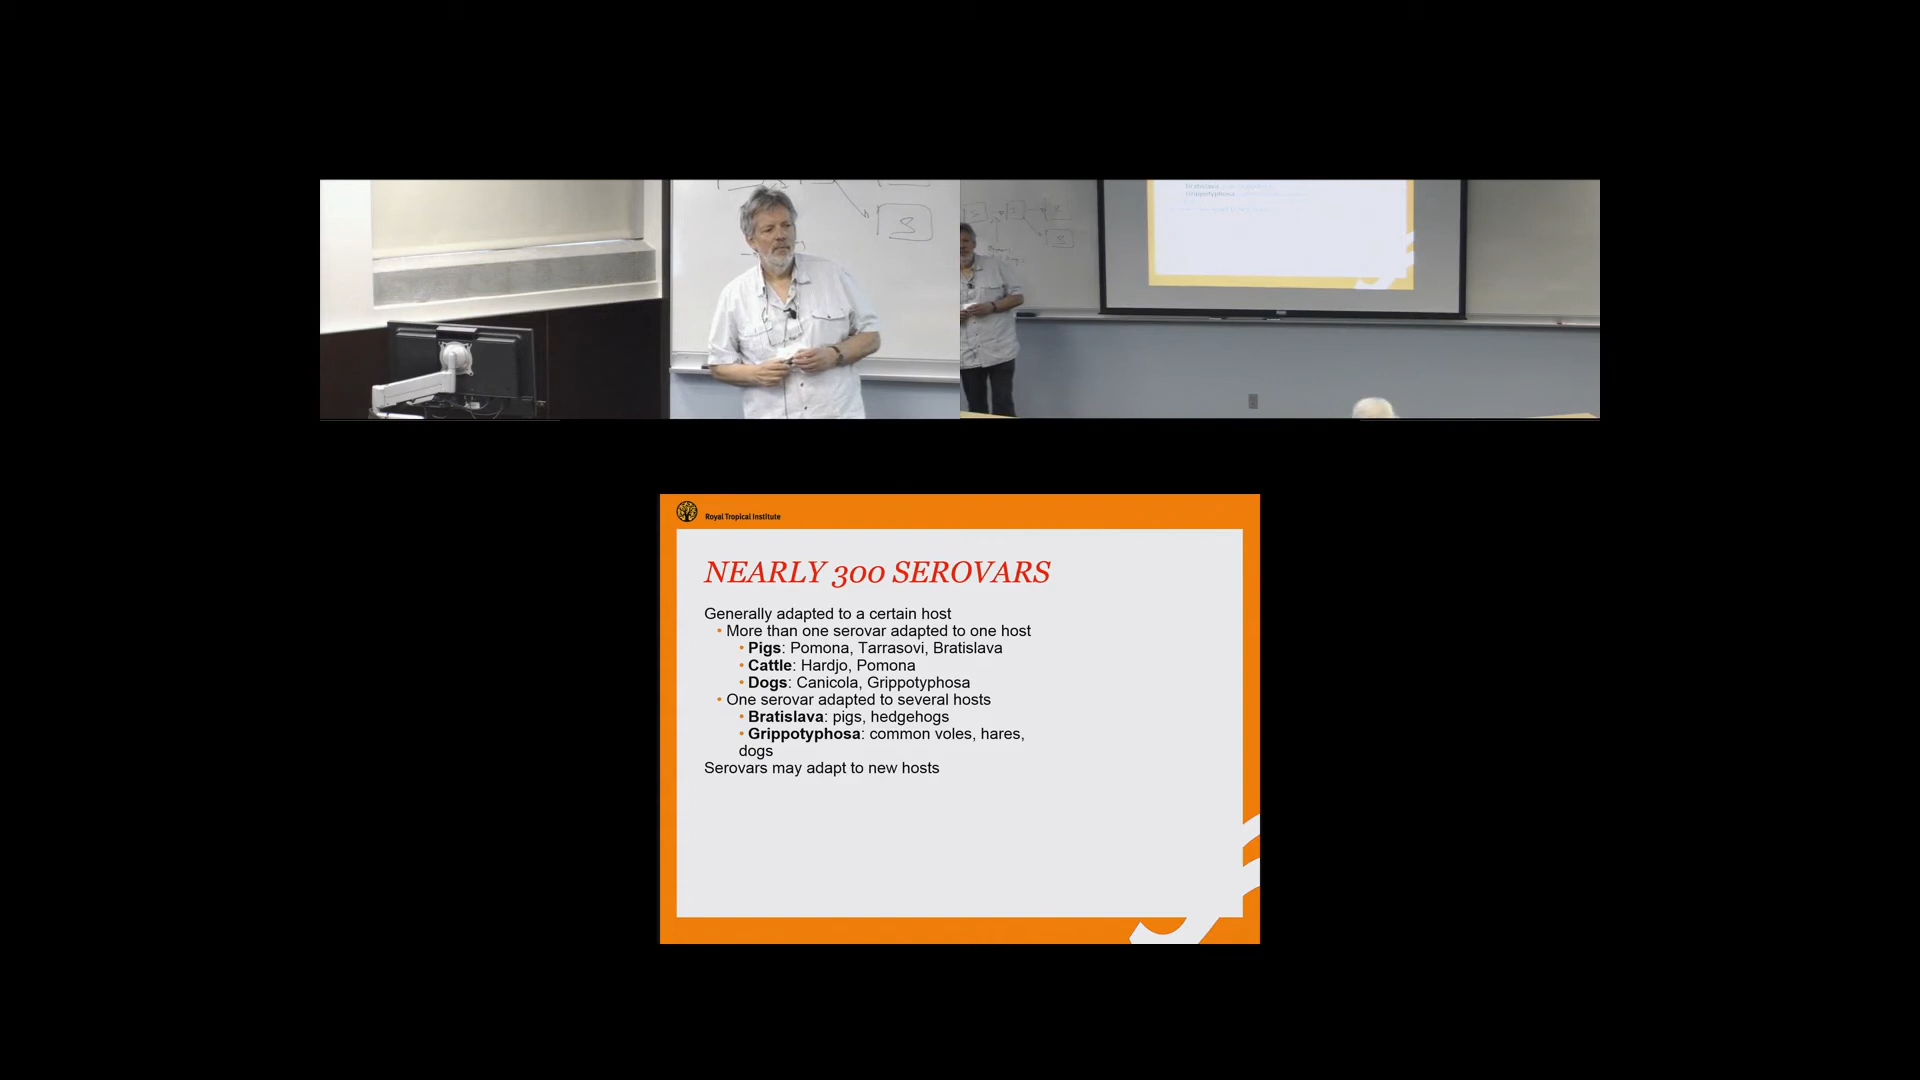 Bratislava
Grippotyphosa
S
Royal Tropical Institute
NEARLY 300 SEROVARS
Generally adapted to a certain host
• More than one serovar adapted to one host
• Pigs: Pomona, Tarrasovi, Bratislava
• Cattle: Hardjo, Pomona
• Dogs: Canicola, Grippotyphosa
• One serovar adapted to several hosts
• Bratislava: pigs, hedgehogs
• Grippotyphosa: common voles, hares,
dogs
Serovars may adapt to new hosts